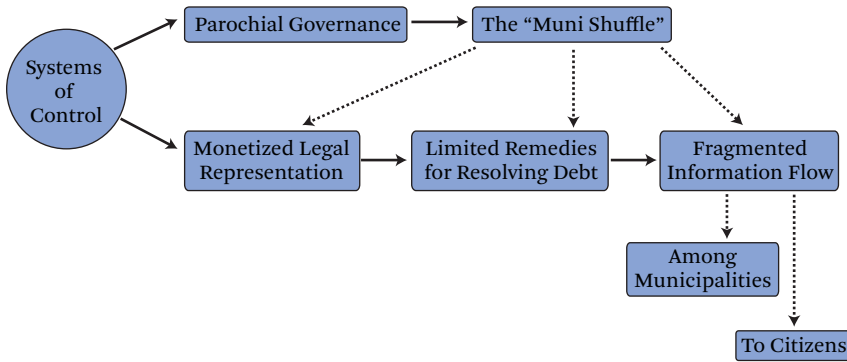 Systems
of
Control
Parochial Governance
The “Muni Shuffle”
Monetized Legal
Representation
Limited Remedies
for Resolving Debt
Fragmented
Information Flow
Among
Municipalities
To Citizens